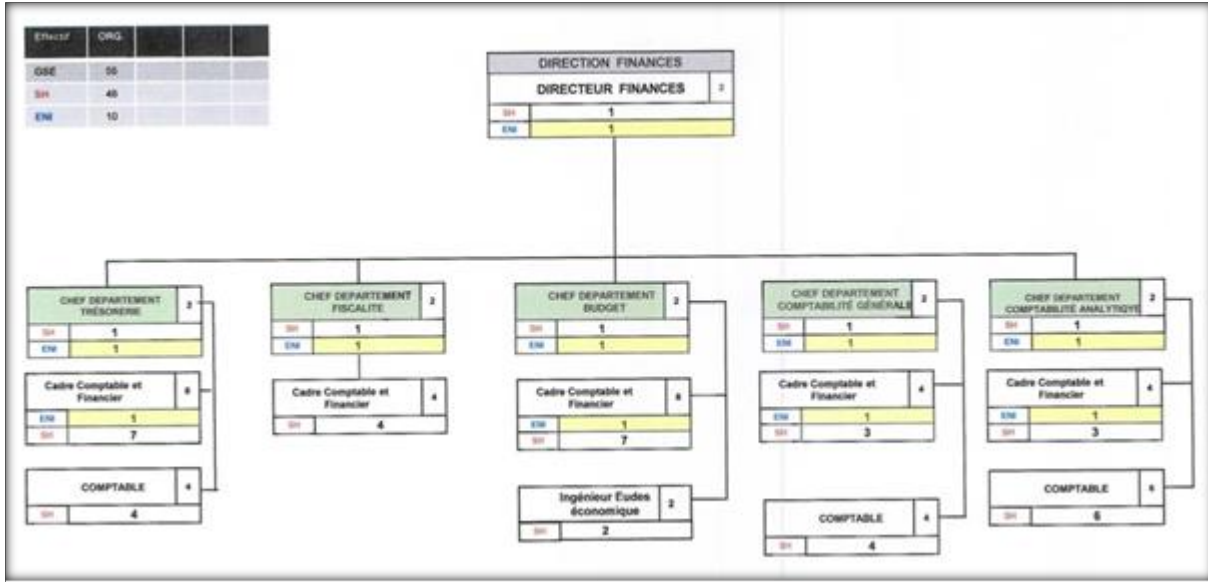 Effectif ORG.
GSE 56
SH 46
ENI 10
DIRECTION FINANCES
DIRECTEUR FINANCES 2
SH 1
ENI 1
CHEF DEPARTEMENT
TRÉSORERIE 2
SH 1
ENI 1
Cadre Comptable et
Financier 8
ENI 1
SH 7
COMPTABLE 4
SH 4
CHEF DEPARTEMENT
FISCALITE 2
SH 1
ENI 1
Cadre Comptable et
Financier 4
SH 4
CHEF DEPARTEMENT
BUDGET 2
SH 1
ENI 1
Cadre Comptable et
Financier 8
ENI 1
SH 7
Ingénieur Eudes
économique 2
SH 2
CHEF DEPARTEMENT
COMPTABILITÉ GÉNÉRALE 2
SH 1
ENI 1
Cadre Comptable et
Financier 4
ENI 1
SH 3
COMPTABLE 4
SH 4
CHEF DEPARTEMENT
COMPTABILITÉ ANALYTIQYE 2
SH 1
ENI 1
Cadre Comptable et
Financier 4
ENI 1
SH 3
COMPTABLE 6
SH 6